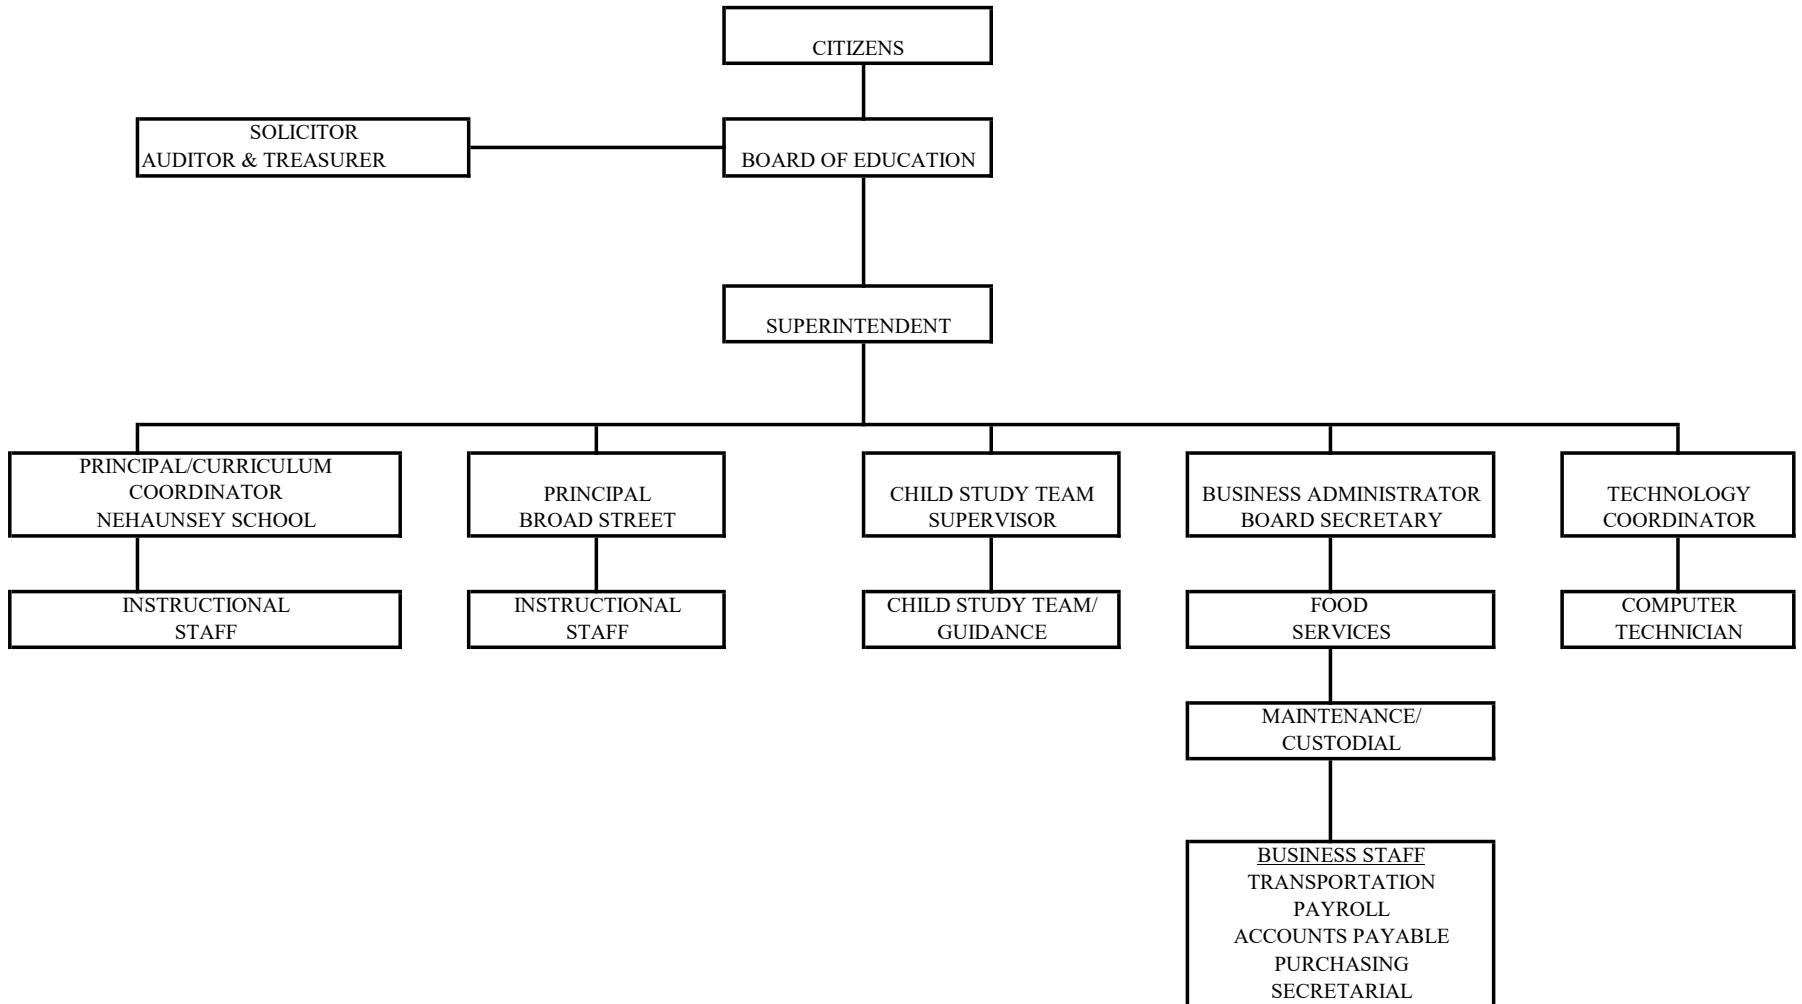 CITIZENS
SOLICITOR
AUDITOR & TREASURER
BOARD OF EDUCATION
SUPERINTENDENT
PRINCIPAL/CURRICULUM
COORDINATOR
NEHAUNSEY SCHOOL
PRINCIPAL
BROAD STREET
CHILD STUDY TEAM
SUPERVISOR
BUSINESS ADMINISTRATOR
BOARD SECRETARY
TECHNOLOGY
COORDINATOR
INSTRUCTIONAL
STAFF
INSTRUCTIONAL
STAFF
CHILD STUDY TEAM/
GUIDANCE
FOOD
SERVICES
COMPUTER
TECHNICIAN
MAINTENANCE/
CUSTODIAL
BUSINESS STAFF
TRANSPORTATION
PAYROLL
ACCOUNTS PAYABLE
PURCHASING
SECRETARIAL